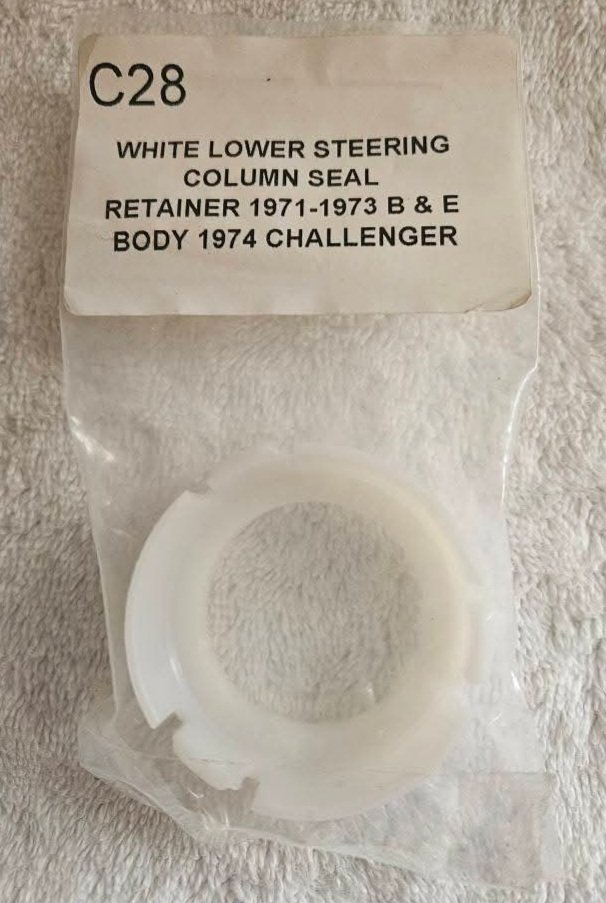 C28
WHITE LOWER STEERING
COLUMN SEAL
RETAINER 1971-1973 B & E
BODY 1974 CHALLENGER